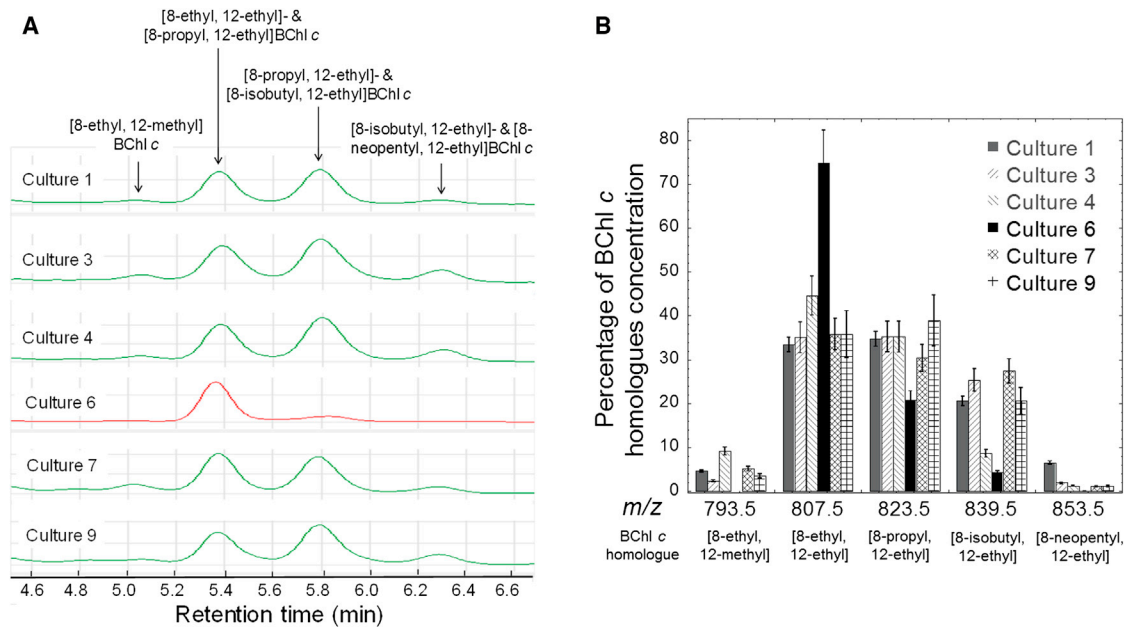 A
[8-ethyl, 12-ethyl]- &
[8-propyl, 12-ethyl]BChl c
[8-propyl, 12-ethyl]- &
[8-isobutyl, 12-ethyl]BChl c
[8-ethyl, 12-methyl]
BChl c
[8-isobutyl, 12-ethyl]- & [8-
neopentyl, 12-ethyl]BChl c
Culture 1
Culture 3
Culture 4
Culture 6
Culture 7
Culture 9
4.6 4.8 5.0 5.2 5.4 5.6 5.8 6.0 6.2 6.4 6.6
Retention time (min)
B
Percentage of BChl c
homologues concentration
80
70
60
50
40
30
20
10
0
Culture 1
Culture 3
Culture 4
Culture 6
Culture 7
Culture 9
m/z 793.5 807.5 823.5 839.5 853.5
BChl c
homologue
[8-ethyl,
12-methyl]
[8-ethyl,
12-ethyl]
[8-propyl,
12-ethyl]
[8-isobutyl,
12-ethyl]
[8-neopentyl,
12-ethyl]